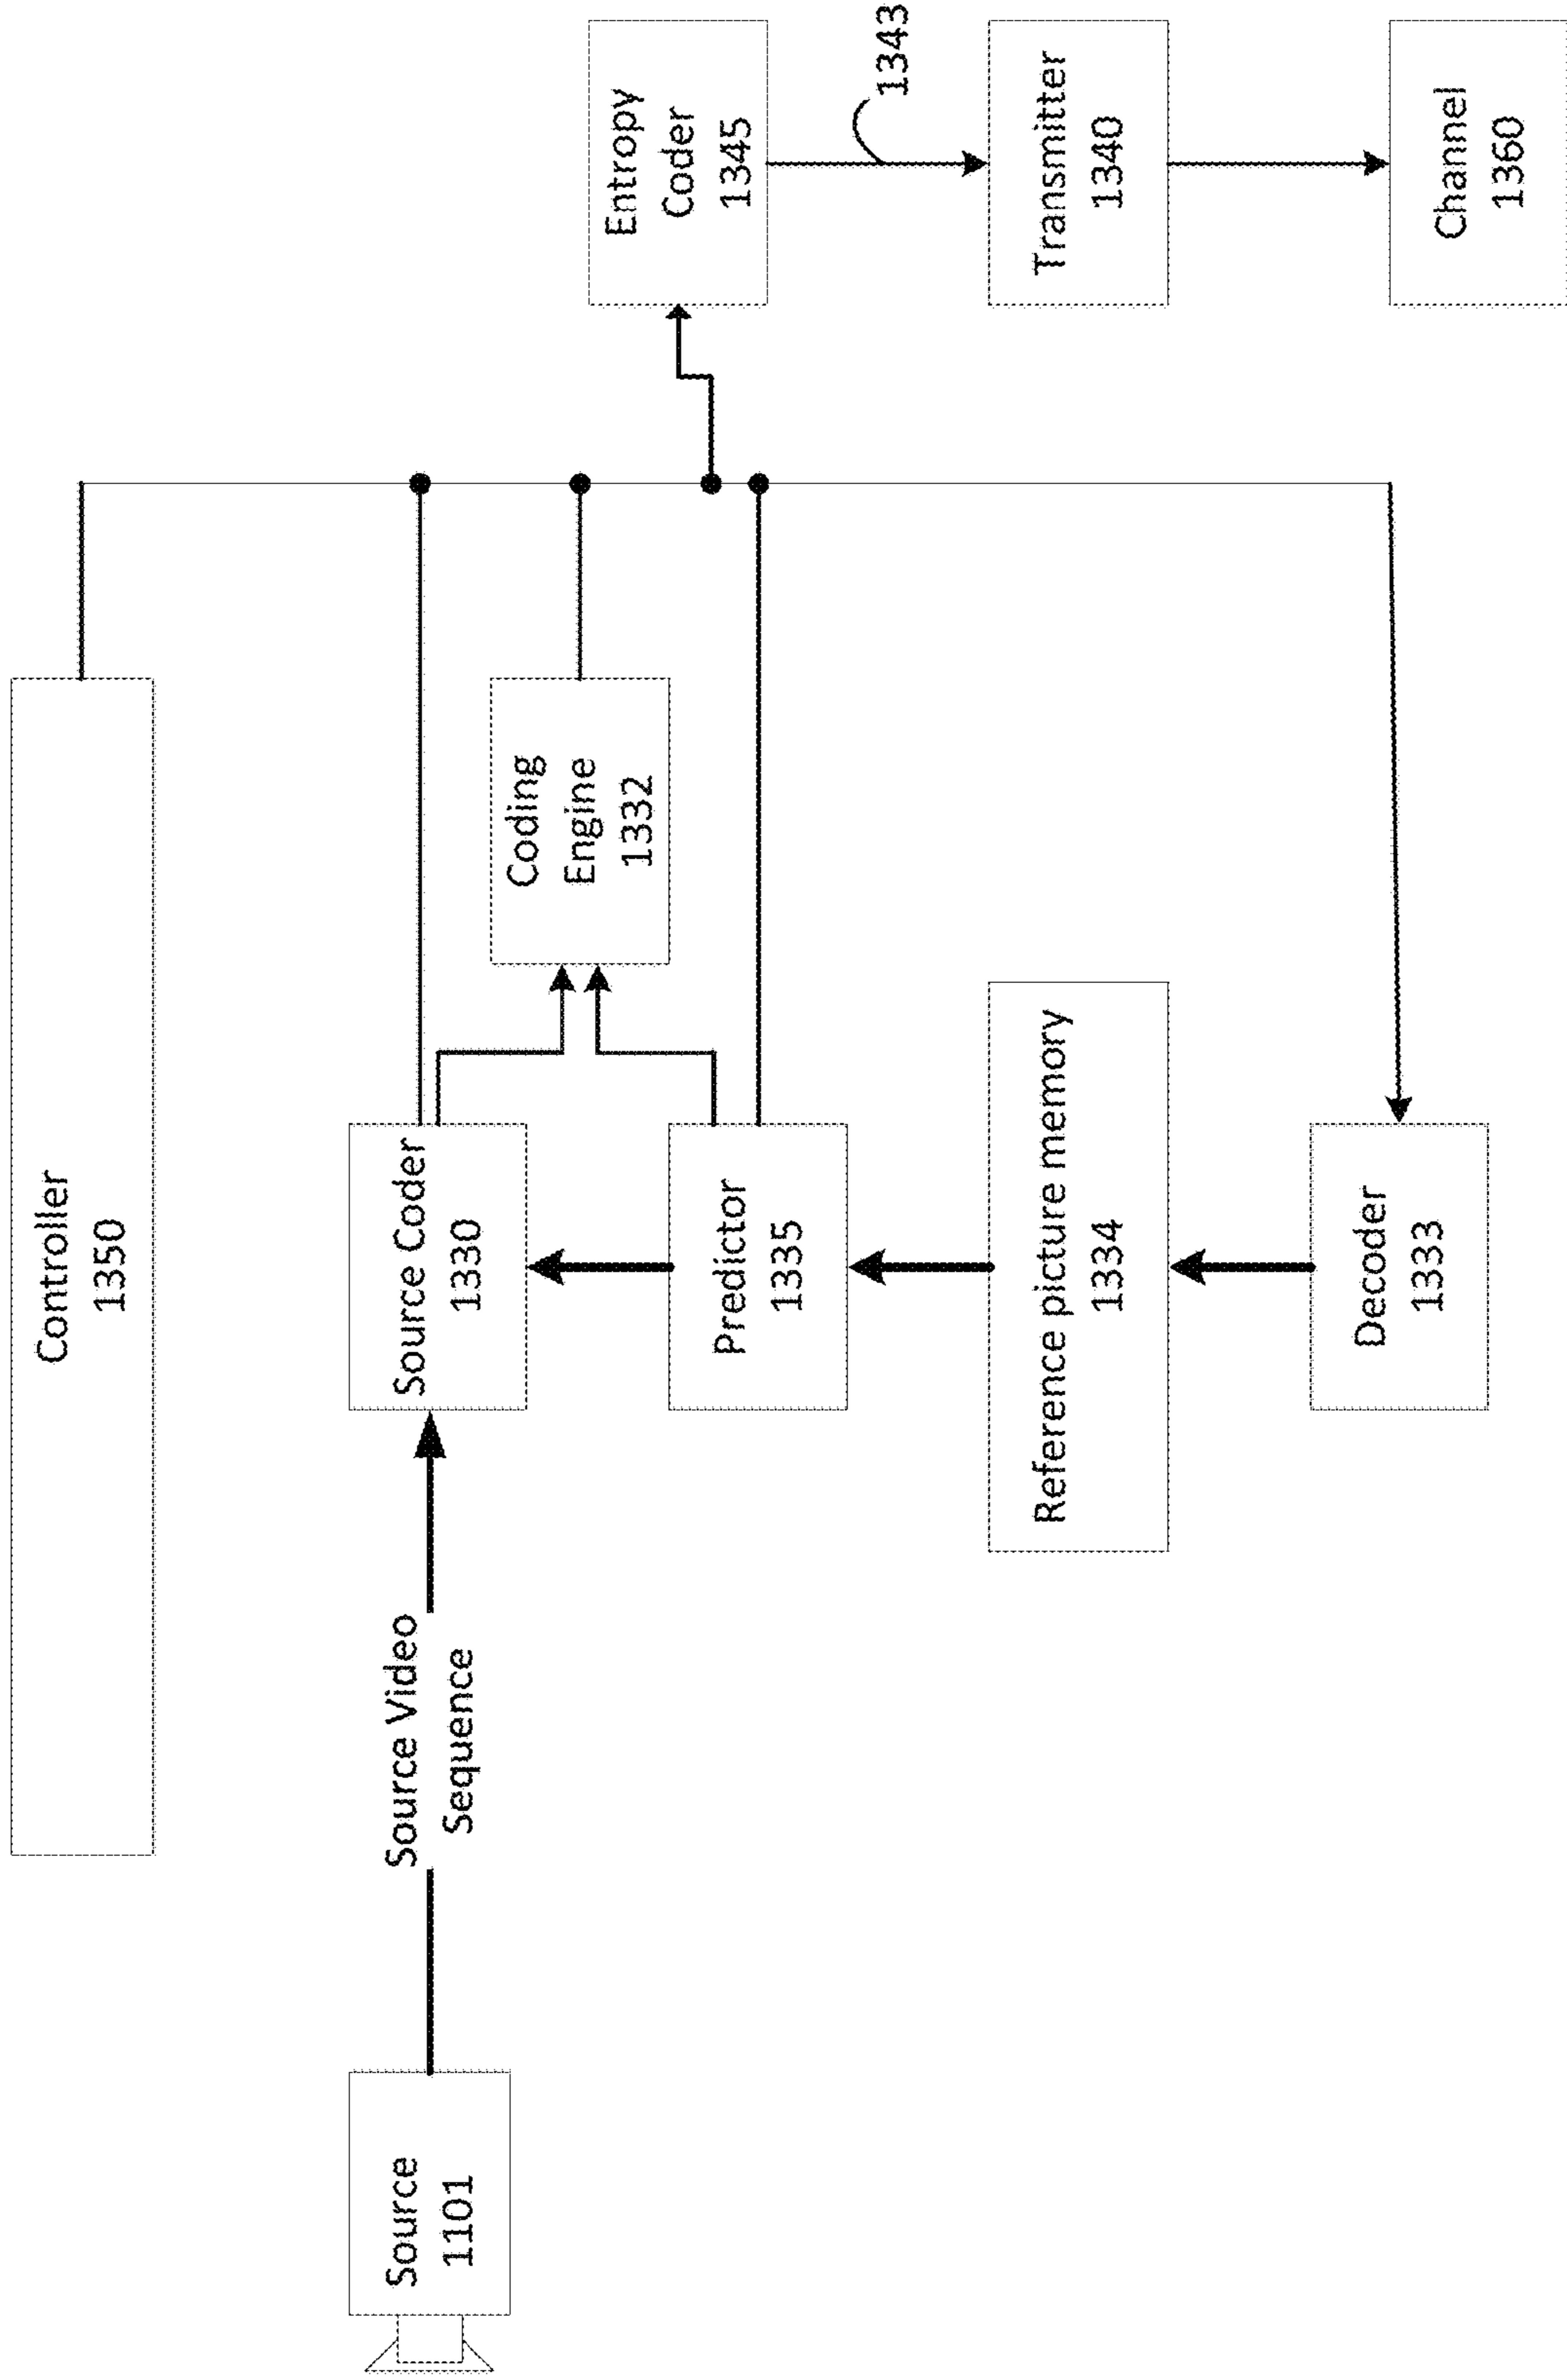 Controller
1350
Source
1101
Source Video
Sequence
Source Coder
1330
Coding
Engine
1332
Predictor
1335
Reference picture memory
1334
Decoder
1333
Entropy
Coder
1345
1343
Transmitter
1340
Channel
1360